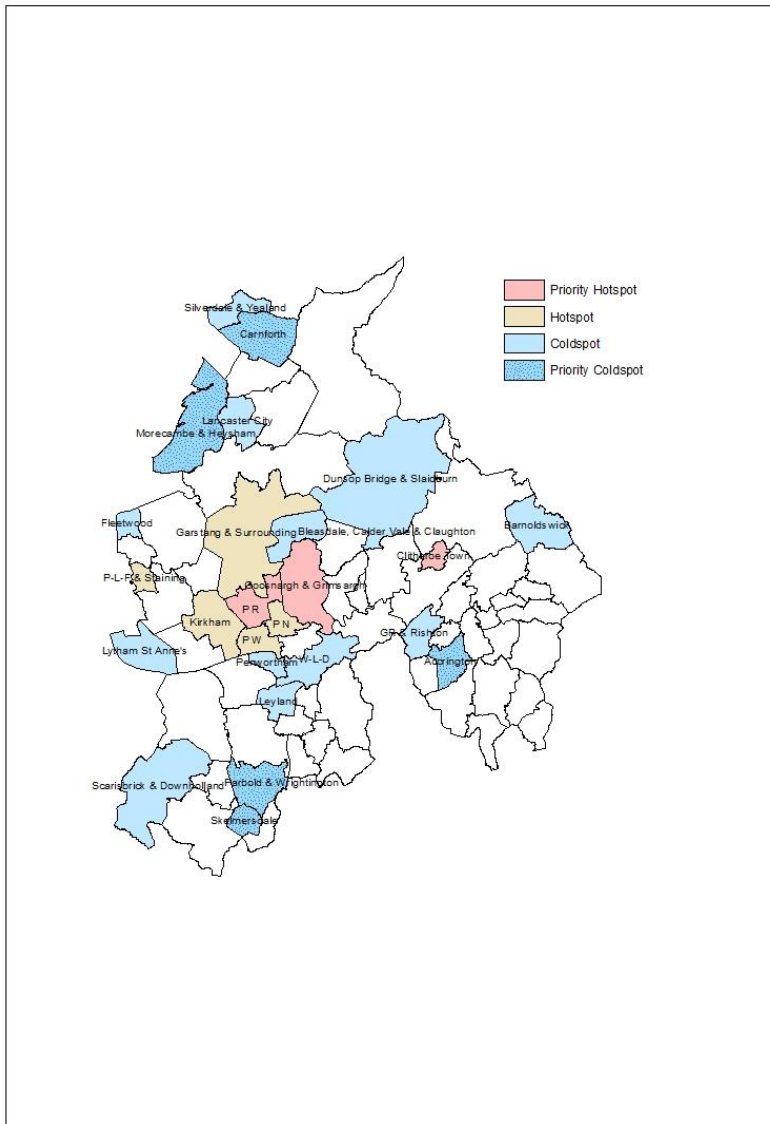 Priority Hotspot
Hotspot
Coldspot
Priority Coldspot
Silverdale & Yealand
Carnforth
Lancaster City
Morecambe & Heysham
Dunsop Bridge & Slaidburn
Fleetwood
Garstang & Surrounding
Bleasdale, Calder Vale & Claughton
Barnoldswick
Clitheroe Town
P-L-F & Staining
Goosnargh & Grimsargh
PR
Kirkham
PN
GR & Rishton
PW
Lytham St Anne's
Penwortham
W-L-D
Accrington
Leyland
Scarisbrick & Downholland
Parbold & Wrightington
Skelmersdale